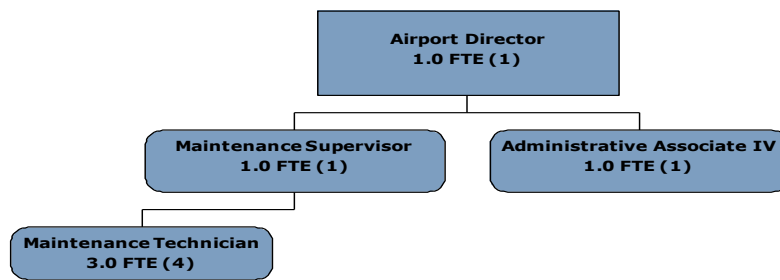 Airport Director
1.0 FTE (1)
Maintenance Supervisor
1.0 FTE (1)
Administrative Associate IV
1.0 FTE (1)
Maintenance Technician
3.0 FTE (4)